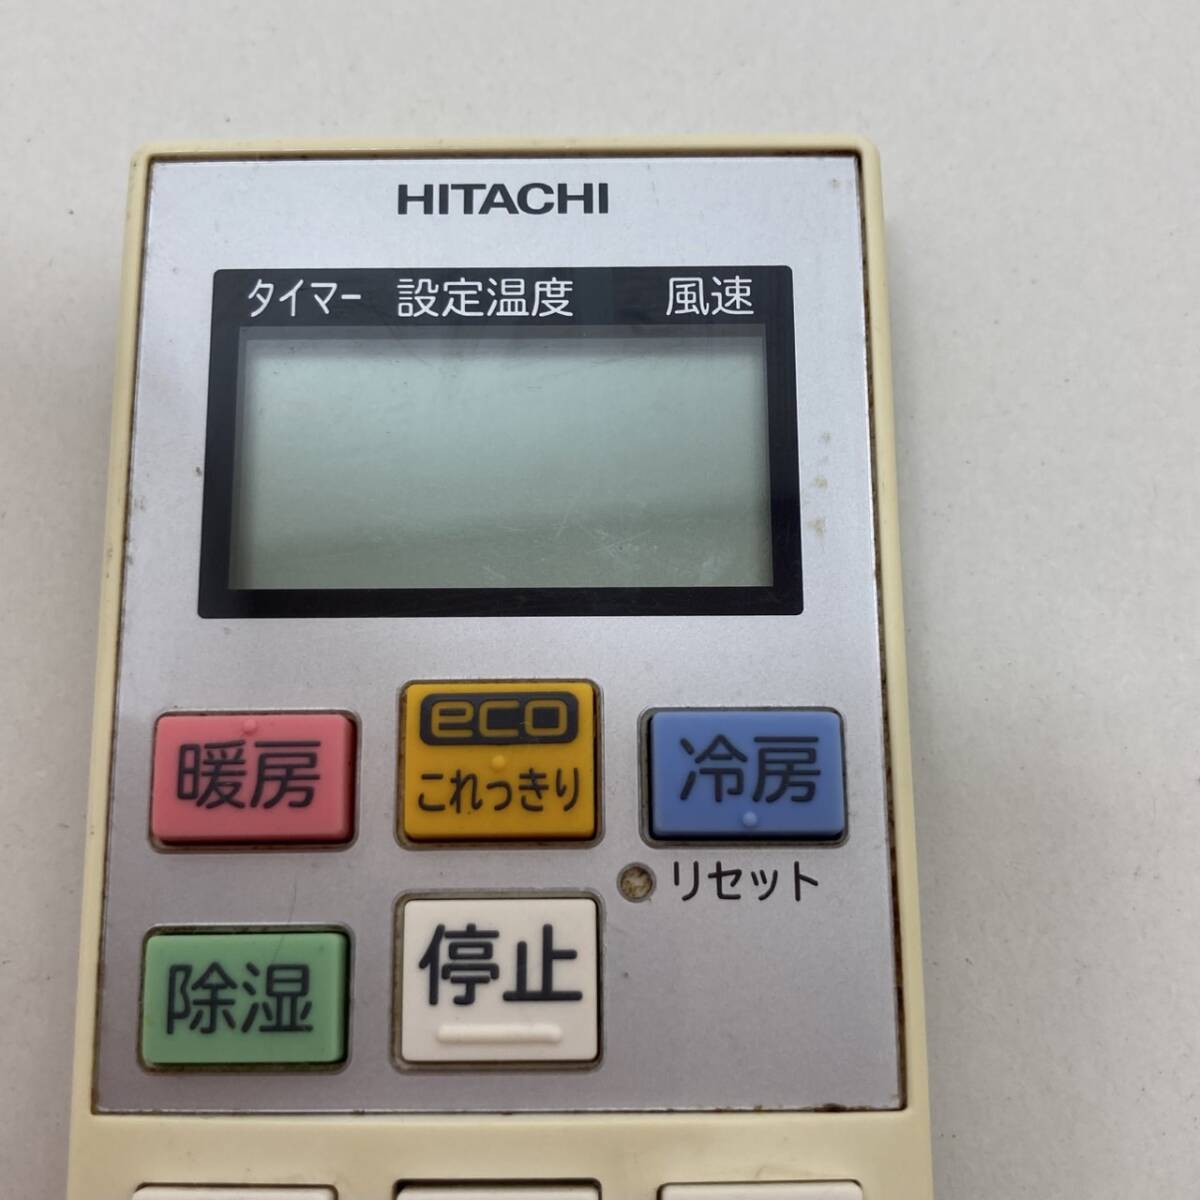 HITACHI
タイマー 設定温度 風速
暖房
eco
これっきり
冷房
リセット
除湿
停止